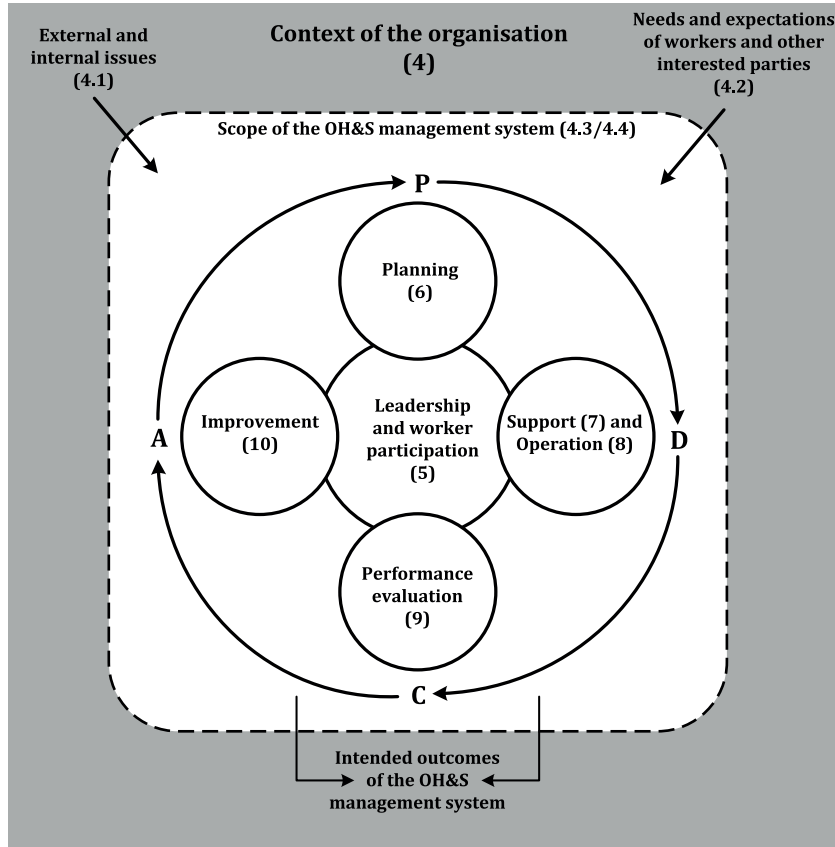 External and
internal issues
(4.1)
Context of the organisation
(4)
Needs and expectations
of workers and other
interested parties
(4.2)
Scope of the OH&S management system (4.3/4.4)
P
Planning
(6)
A
Improvement
(10)
Leadership
and worker
participation
(5)
Support (7) and
Operation (8)
D
Performance
evaluation
(9)
C
Intended outcomes
of the OH&S
management system